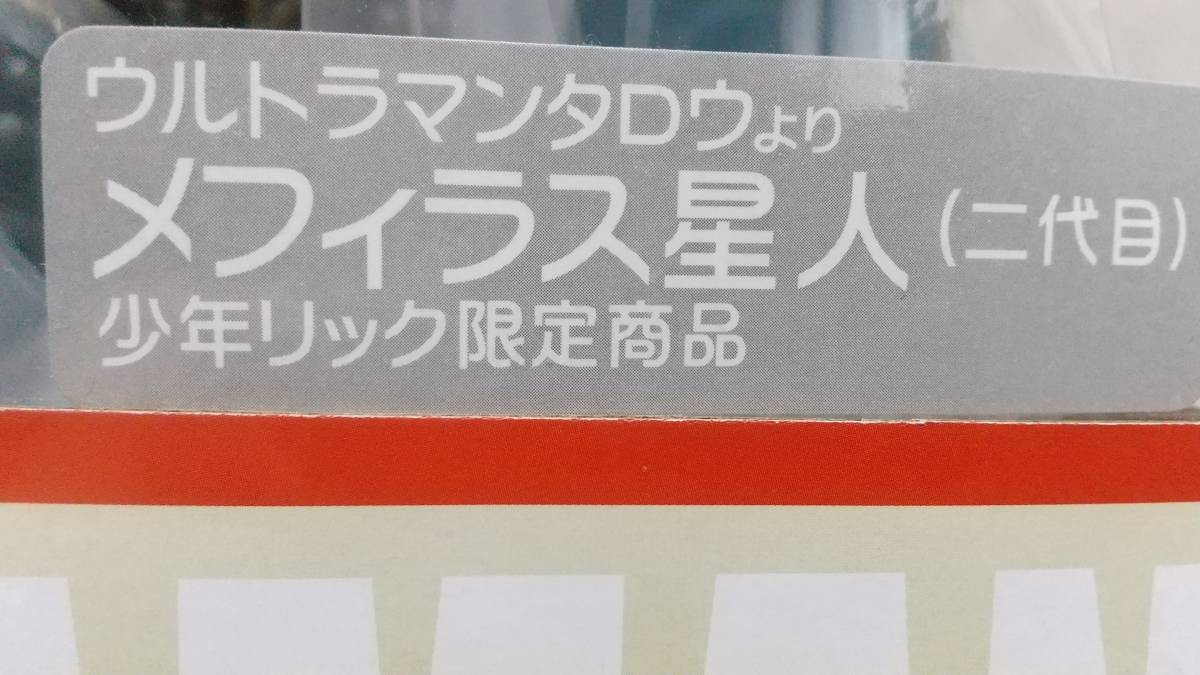 ウルトラマンタロウより
メフィラス星人(二代目)
少年リック限定商品